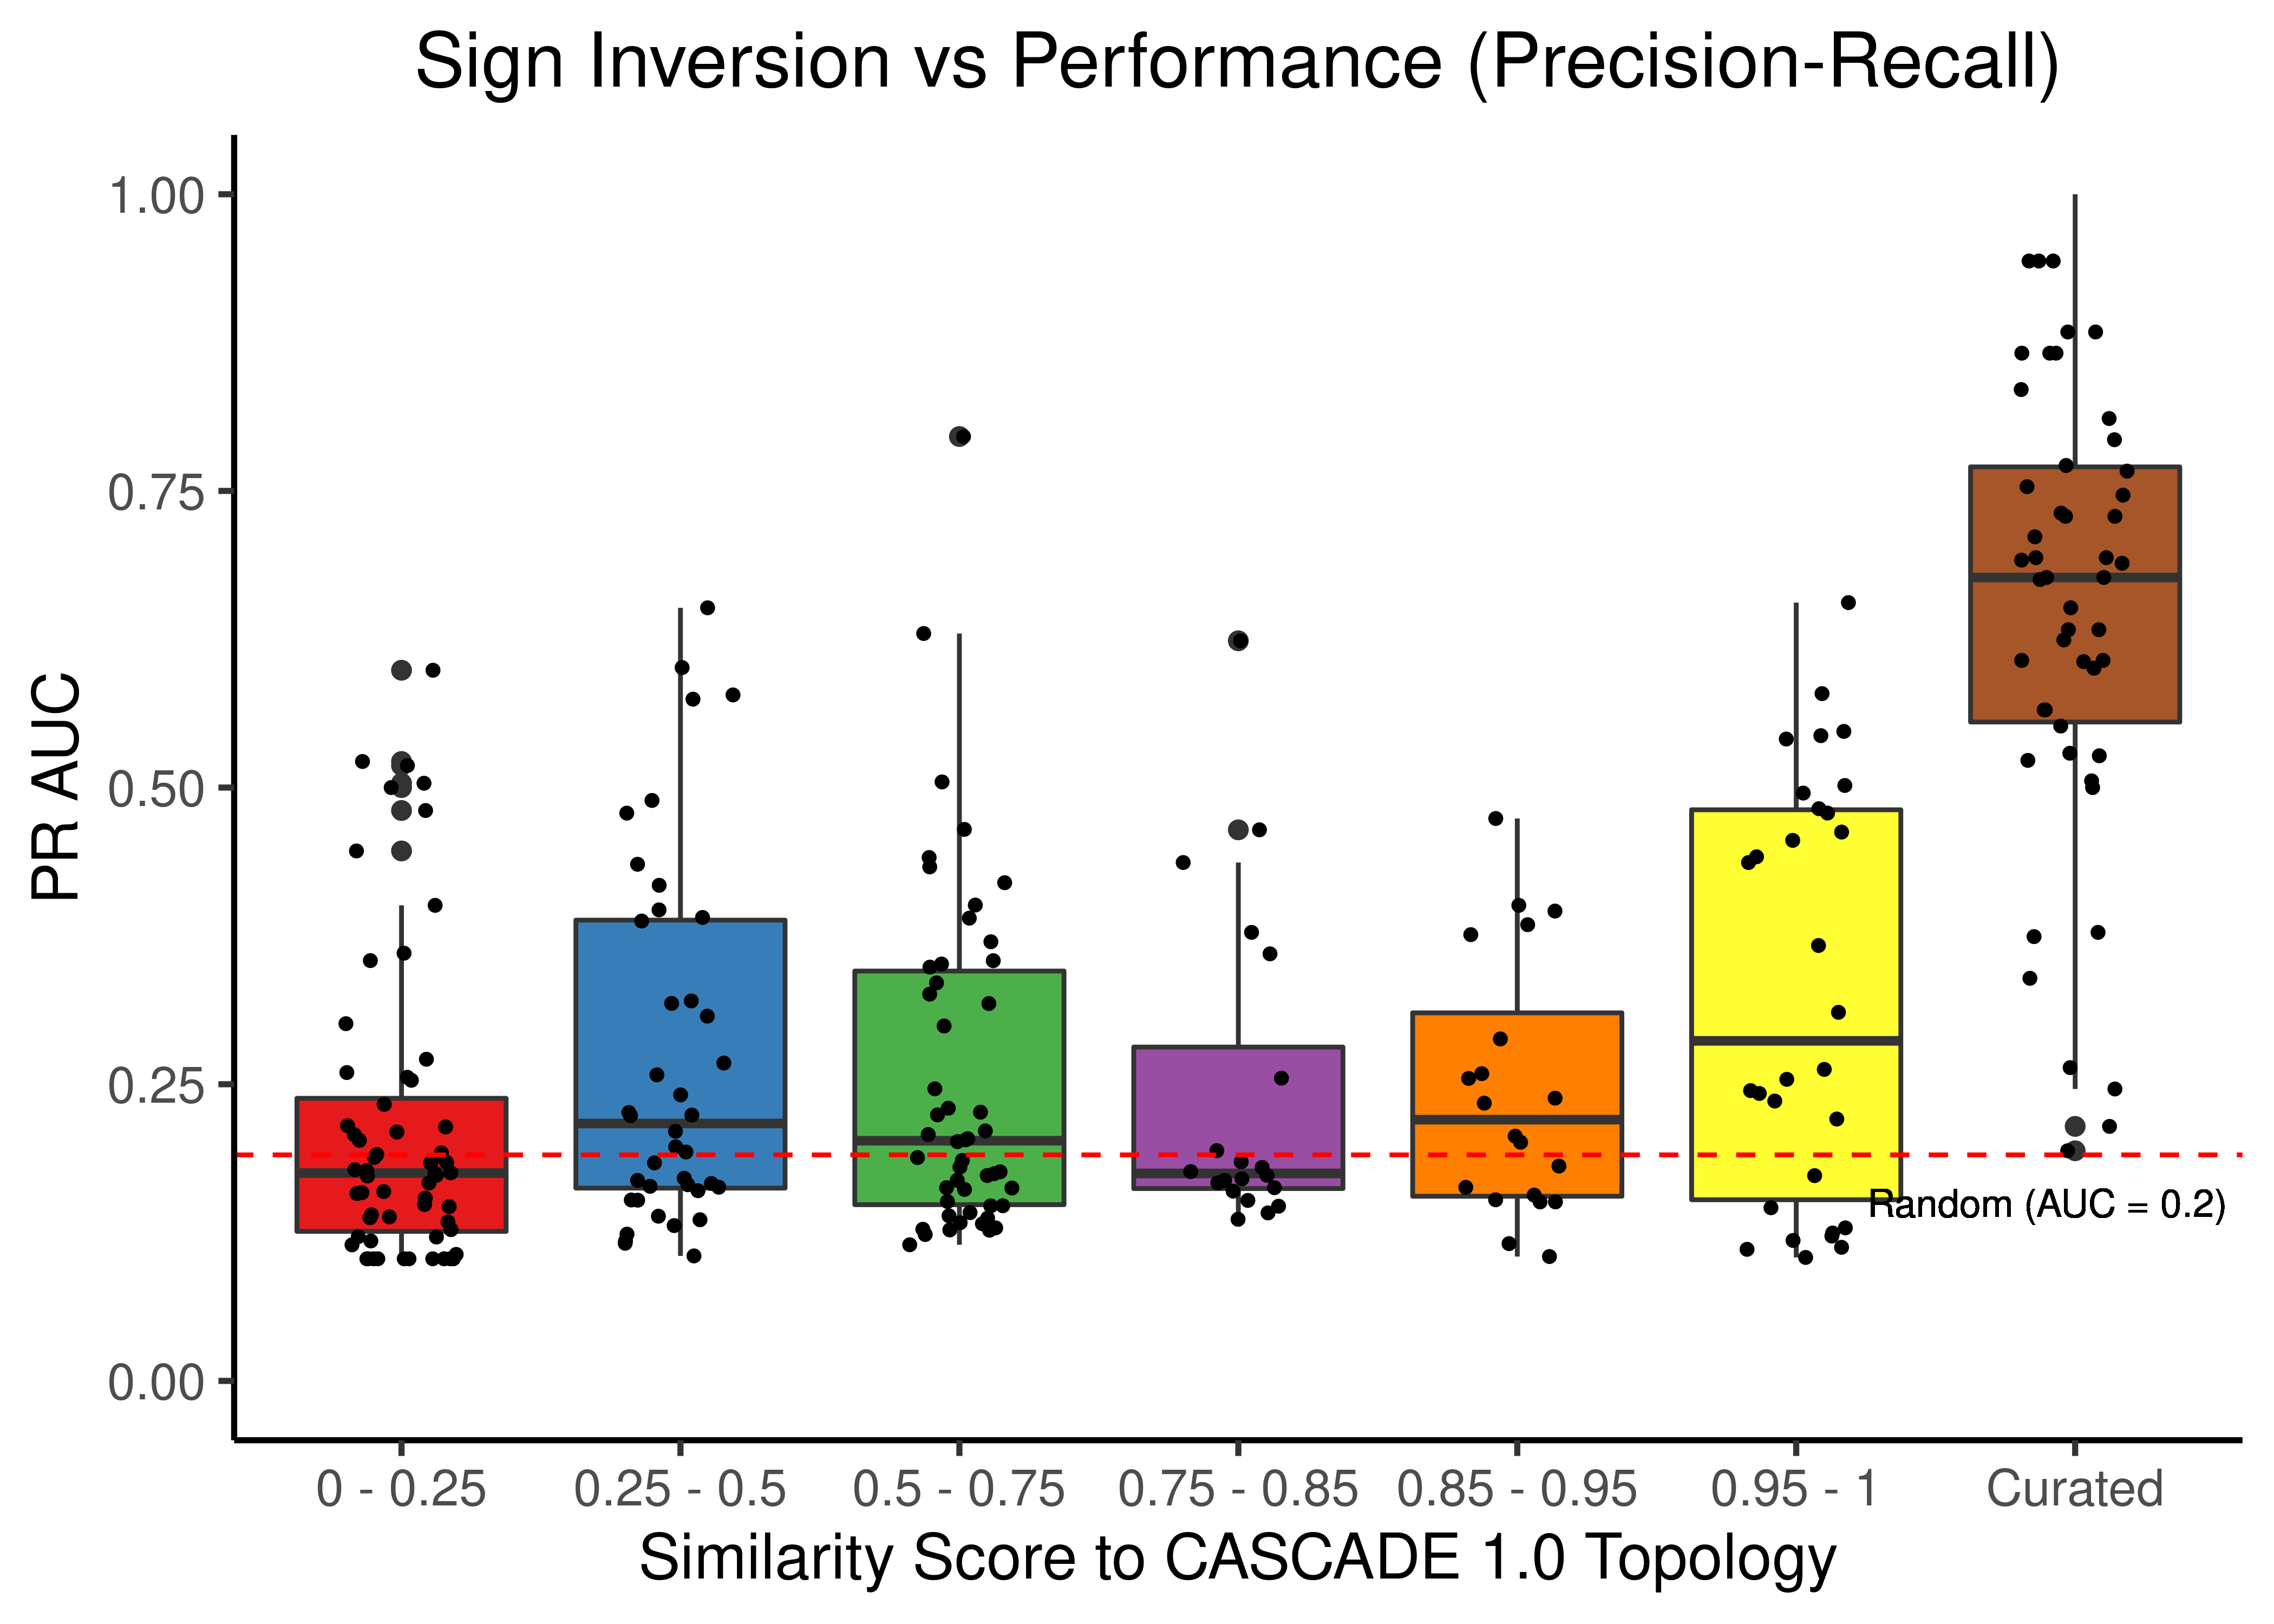 Sign Inversion vs Performance (Precision-Recall)
PR AUC
1.00
0.75
0.50
0.25
0.00
Random (AUC = 0.2)
0 - 0.25
0.25 - 0.5
0.5 - 0.75
0.75 - 0.85
0.85 - 0.95
0.95 - 1
Curated
Similarity Score to CASCADE 1.0 Topology